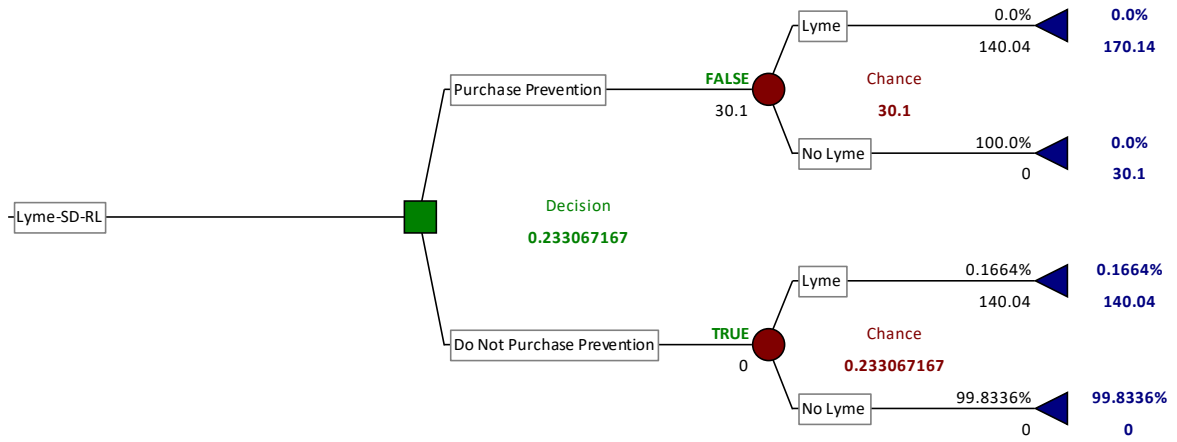 Lyme
0.0%
0.0%
140.04
170.14
FALSE
Chance
Purchase Prevention
30.1
30.1
No Lyme
100.0%
0.0%
0
30.1
Lyme-SD-RL
Decision
0.233067167
Lyme
0.1664%
0.1664%
140.04
140.04
TRUE
Chance
Do Not Purchase Prevention
0
0.233067167
No Lyme
99.8336%
99.8336%
0
0